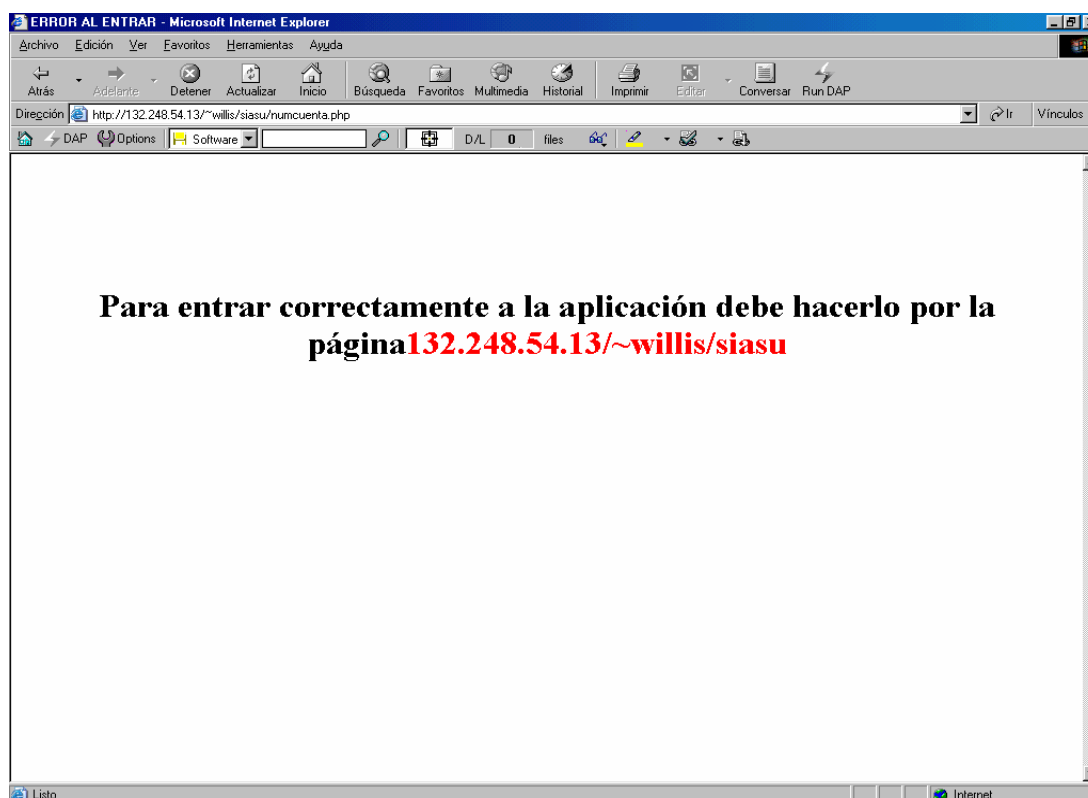 ERROR AL ENTRAR - Microsoft Internet Explorer
Archivo Edición Ver Favoritos Herramientas Ayuda
Atrás Adelante Detener Actualizar Inicio Búsqueda Favoritos Multimedia Historial Imprimir Editar Conversar Run DAP
Dirección http://132.248.54.13/~willis/siasu/numcuenta.php Ir Vínculos
DAP Options Software D/L 0 files
Para entrar correctamente a la aplicación debe hacerlo por la
página132.248.54.13/~willis/siasu
Listo Internet